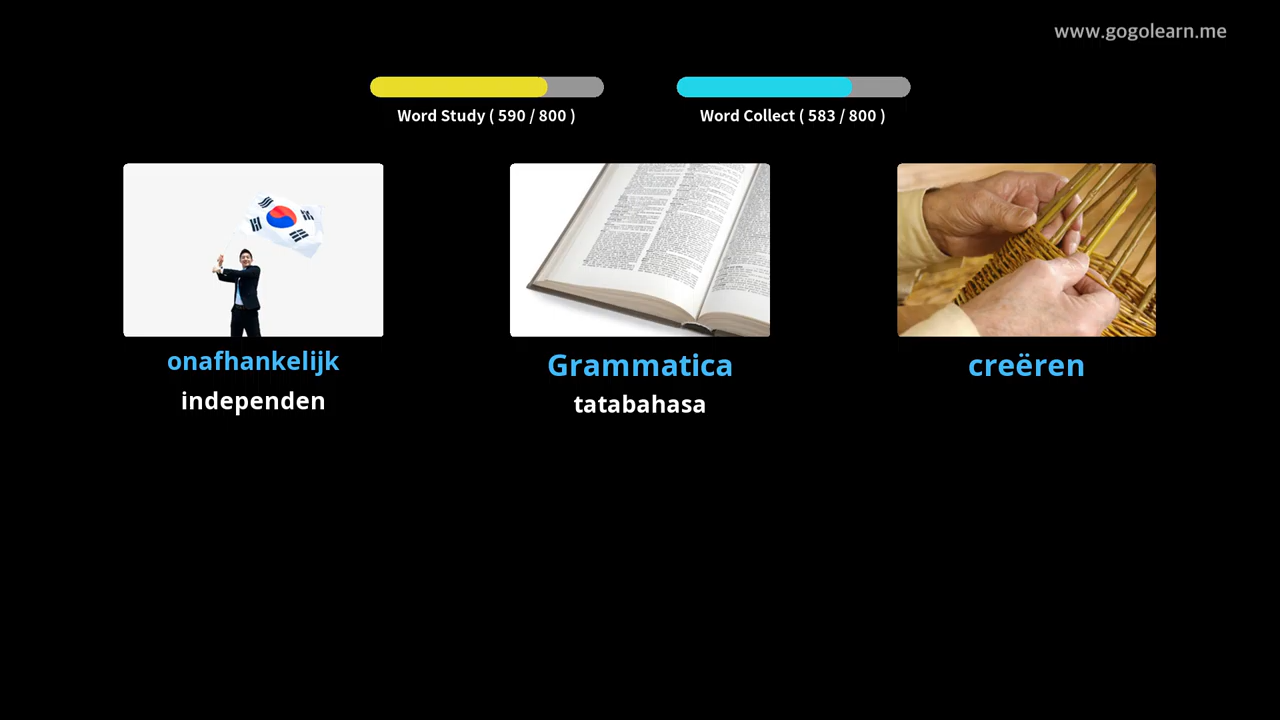 www.gogolearn.me
Word Study ( 590 / 800 )
Word Collect ( 583 / 800 )
onafhankelijk
independen
Grammatica
tatabahasa
creëren